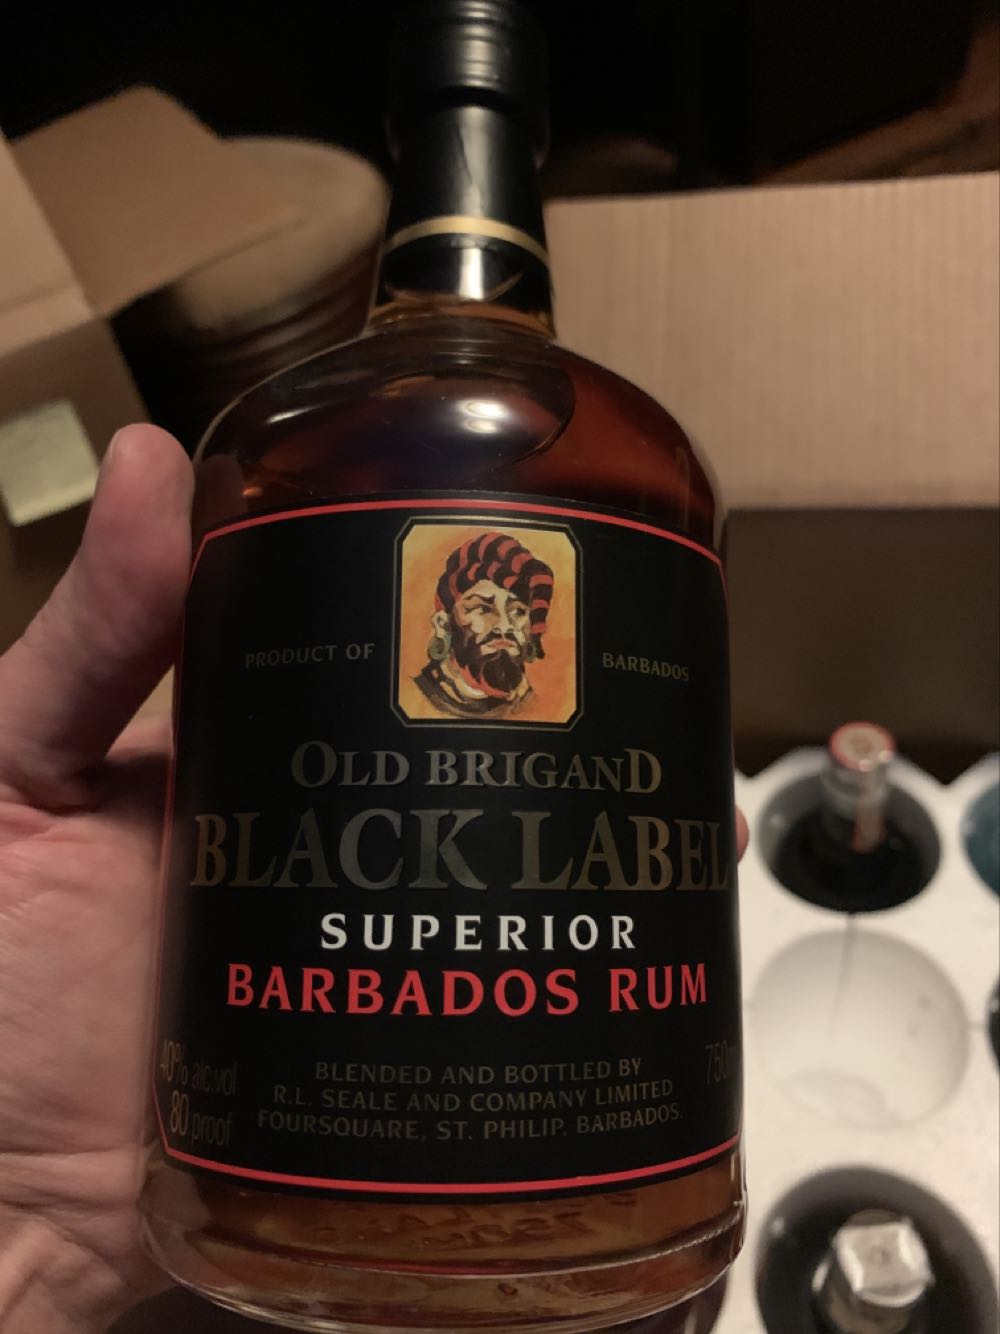 PRODUCT OF BARBADOS
OLD BRIGAND
BLACK LABEL
SUPERIOR
BARBADOS RUM
40% alc.vol
80 proof
BLENDED AND BOTTLED BY
R.L. SEALE AND COMPANY LIMITED
FOURSQUARE, ST. PHILIP, BARBADOS.